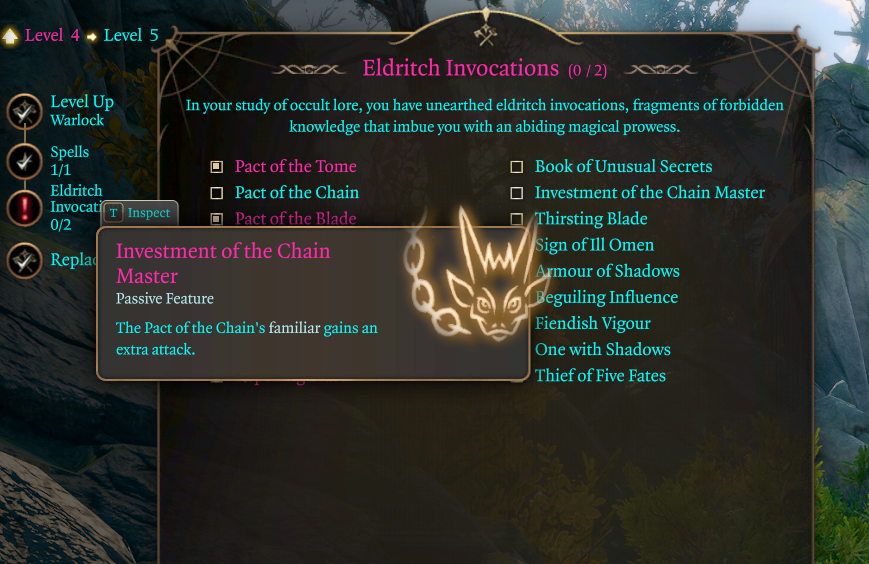 Level 4 Level 5
Eldritch Invocations (0 / 2)
In your study of occult lore, you have unearthed eldritch invocations, fragments of forbidden
knowledge that imbue you with an abiding magical prowess.
Level Up
Warlock
Spells
1/1
Eldritch
Invocati
0/2
Replac
Pact of the Tome
Pact of the Chain
Pact of the Blade
Book of Unusual Secrets
Investment of the Chain Master
Thirsting Blade
Sign of Ill Omen
Armour of Shadows
Beguiling Influence
Fiendish Vigour
One with Shadows
Thief of Five Fates
T Inspect
Investment of the Chain
Master
Passive Feature
The Pact of the Chain's familiar gains an
extra attack.